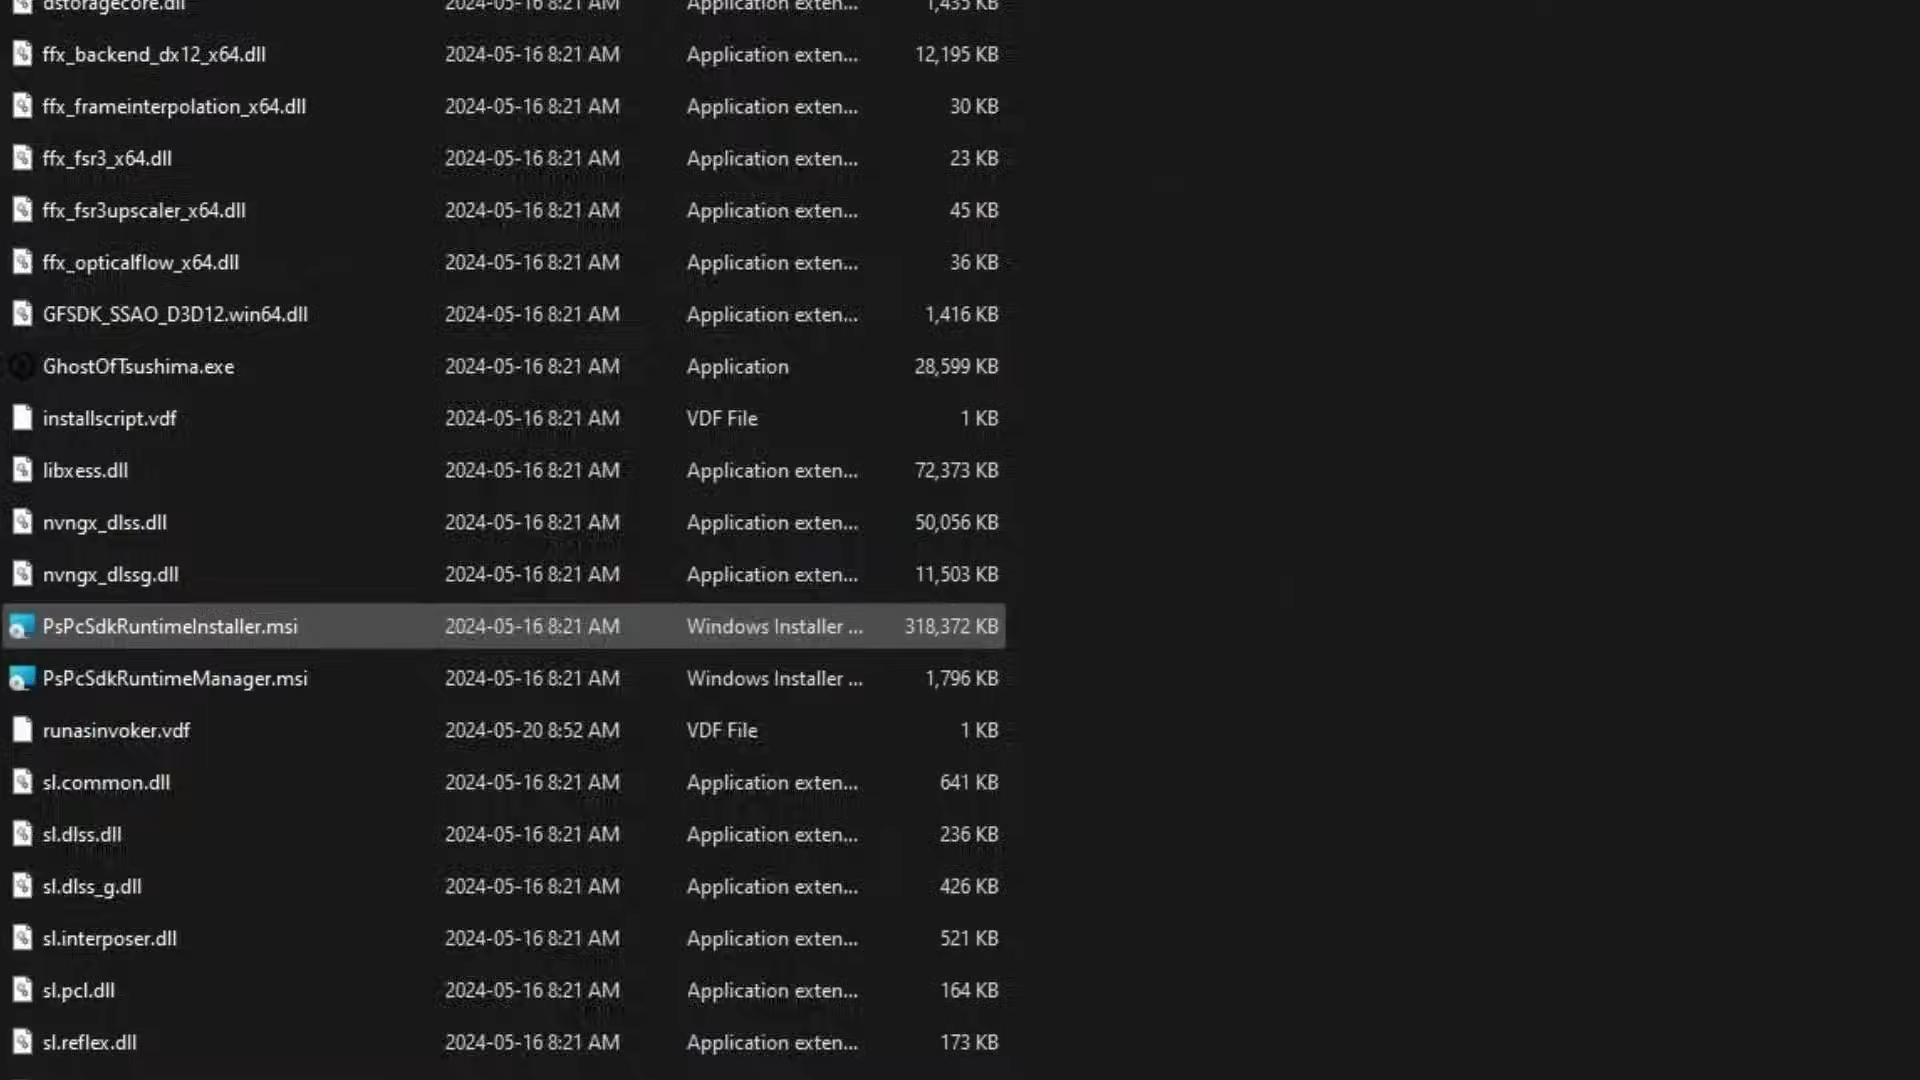 dstoragecore.dll 2024-05-16 8:21 AM Application exten... 1,435 KB
ffx_backend_dx12_x64.dll 2024-05-16 8:21 AM Application exten... 12,195 KB
ffx_frameinterpolation_x64.dll 2024-05-16 8:21 AM Application exten... 30 KB
ffx_fsr3_x64.dll 2024-05-16 8:21 AM Application exten... 23 KB
ffx_fsr3upscaler_x64.dll 2024-05-16 8:21 AM Application exten... 45 KB
ffx_opticalflow_x64.dll 2024-05-16 8:21 AM Application exten... 36 KB
GFSDK_SSAO_D3D12.win64.dll 2024-05-16 8:21 AM Application exten... 1,416 KB
GhostOfTsushima.exe 2024-05-16 8:21 AM Application 28,599 KB
installscript.vdf 2024-05-16 8:21 AM VDF File 1 KB
libxess.dll 2024-05-16 8:21 AM Application exten... 72,373 KB
nvngx_dlss.dll 2024-05-16 8:21 AM Application exten... 50,056 KB
nvngx_dlssg.dll 2024-05-16 8:21 AM Application exten... 11,503 KB
PsPcSdkRuntimeInstaller.msi 2024-05-16 8:21 AM Windows Installer ... 318,372 KB
PsPcSdkRuntimeManager.msi 2024-05-16 8:21 AM Windows Installer ... 1,796 KB
runasinvoker.vdf 2024-05-20 8:52 AM VDF File 1 KB
sl.common.dll 2024-05-16 8:21 AM Application exten... 641 KB
sl.dlss.dll 2024-05-16 8:21 AM Application exten... 236 KB
sl.dlss_g.dll 2024-05-16 8:21 AM Application exten... 426 KB
sl.interposer.dll 2024-05-16 8:21 AM Application exten... 521 KB
sl.pcl.dll 2024-05-16 8:21 AM Application exten... 164 KB
sl.reflex.dll 2024-05-16 8:21 AM Application exten... 173 KB